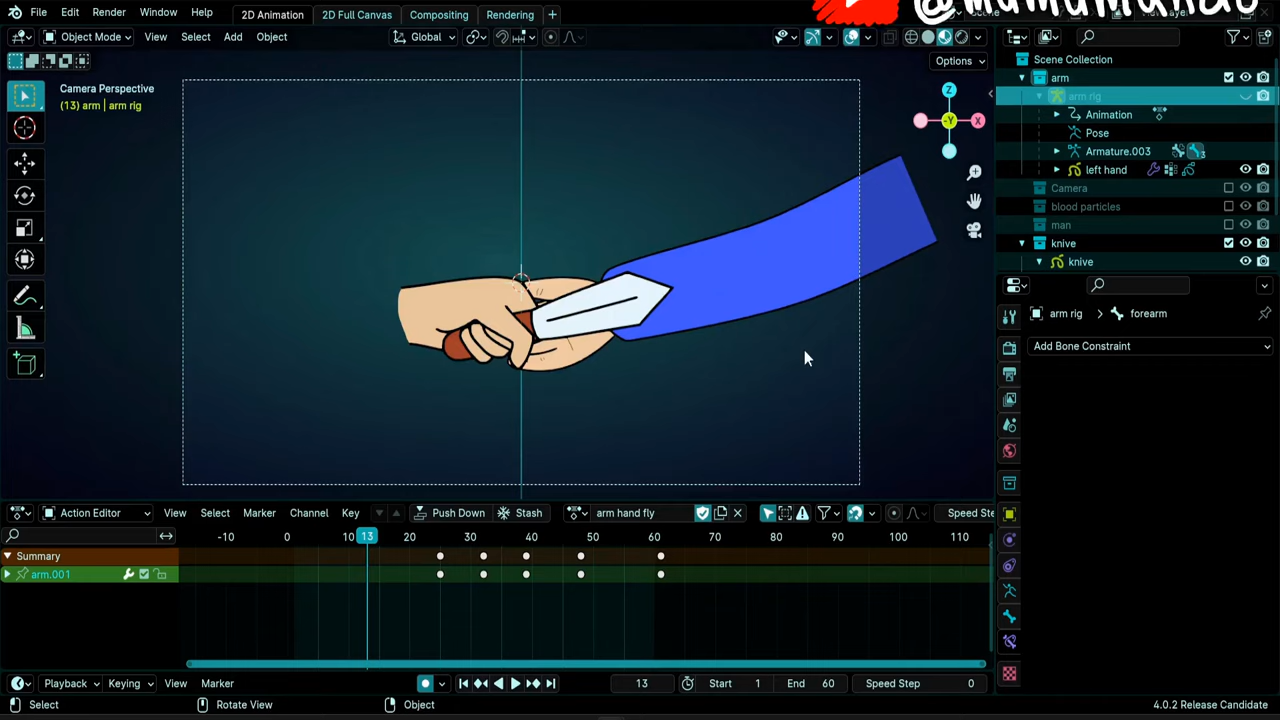 File Edit Render Window Help 2D Animation 2D Full Canvas Compositing Rendering +
@mamamandb
Object Mode View Select Add Object Global
Options
Camera Perspective
(13) arm | arm rig
Z
-Y
X
Scene Collection
arm
arm rig
Animation
Pose
Armature.003 3
left hand
Camera
blood particles
man
knive
knive
arm rig forearm
Add Bone Constraint
Action Editor View Select Marker Channel Key Push Down Stash arm hand fly Speed Ste
-10 0 10 13 20 30 40 50 60 70 80 90 100 110
Summary
arm.001
Playback Keying View Marker 13 Start 1 End 60 Speed Step 0
Select Rotate View Object 4.0.2 Release Candidate